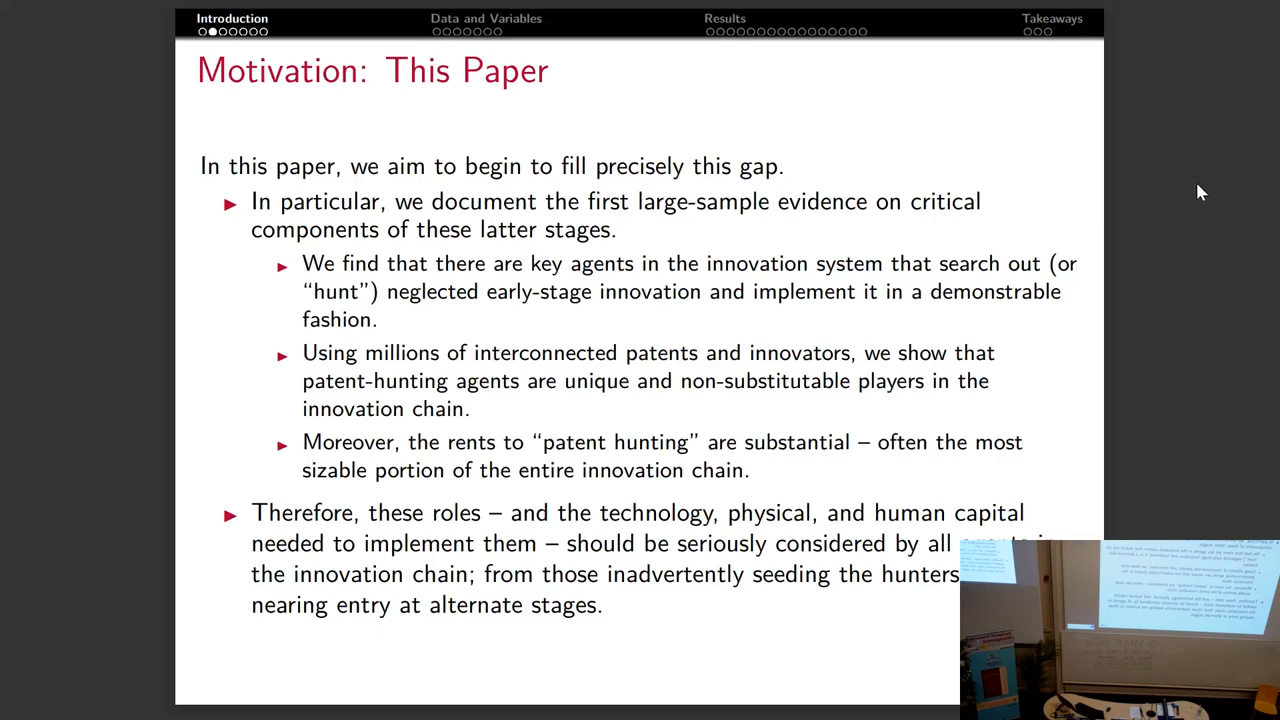 Introduction
Data and Variables
Results
Takeaways
Motivation: This Paper
In this paper, we aim to begin to fill precisely this gap.
In particular, we document the first large-sample evidence on critical
components of these latter stages.
We find that there are key agents in the innovation system that search out (or
“hunt”) neglected early-stage innovation and implement it in a demonstrable
fashion.
Using millions of interconnected patents and innovators, we show that
patent-hunting agents are unique and non-substitutable players in the
innovation chain.
Moreover, the rents to “patent hunting” are substantial – often the most
sizable portion of the entire innovation chain.
Therefore, these roles – and the technology, physical, and human capital
needed to implement them – should be seriously considered by all
the innovation chain; from those inadvertently seeding the hunters
nearing entry at alternate stages.